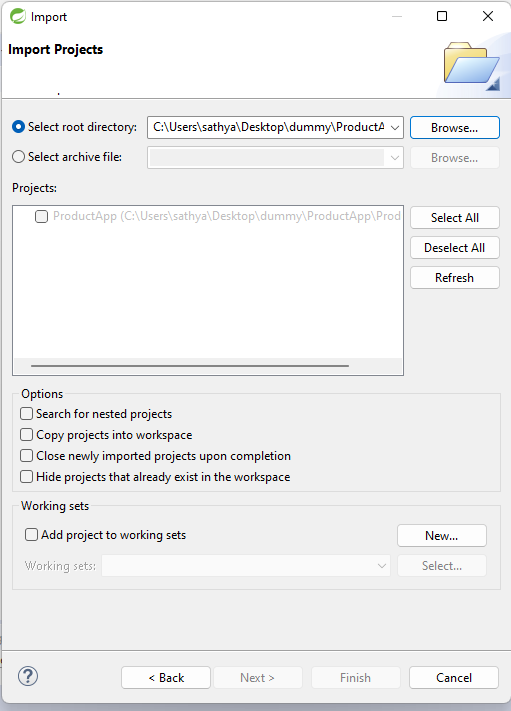 Import
Import Projects
Select root directory:
C:\Users\sathya\Desktop\dummy\ProductA
Browse...
Select archive file:
Browse...
Projects:
ProductApp (C:\Users\sathya\Desktop\dummy\ProductApp\Prod
Select All
Deselect All
Refresh
Options
Search for nested projects
Copy projects into workspace
Close newly imported projects upon completion
Hide projects that already exist in the workspace
Working sets
Add project to working sets
New...
Working sets:
Select...
?
< Back
Next >
Finish
Cancel